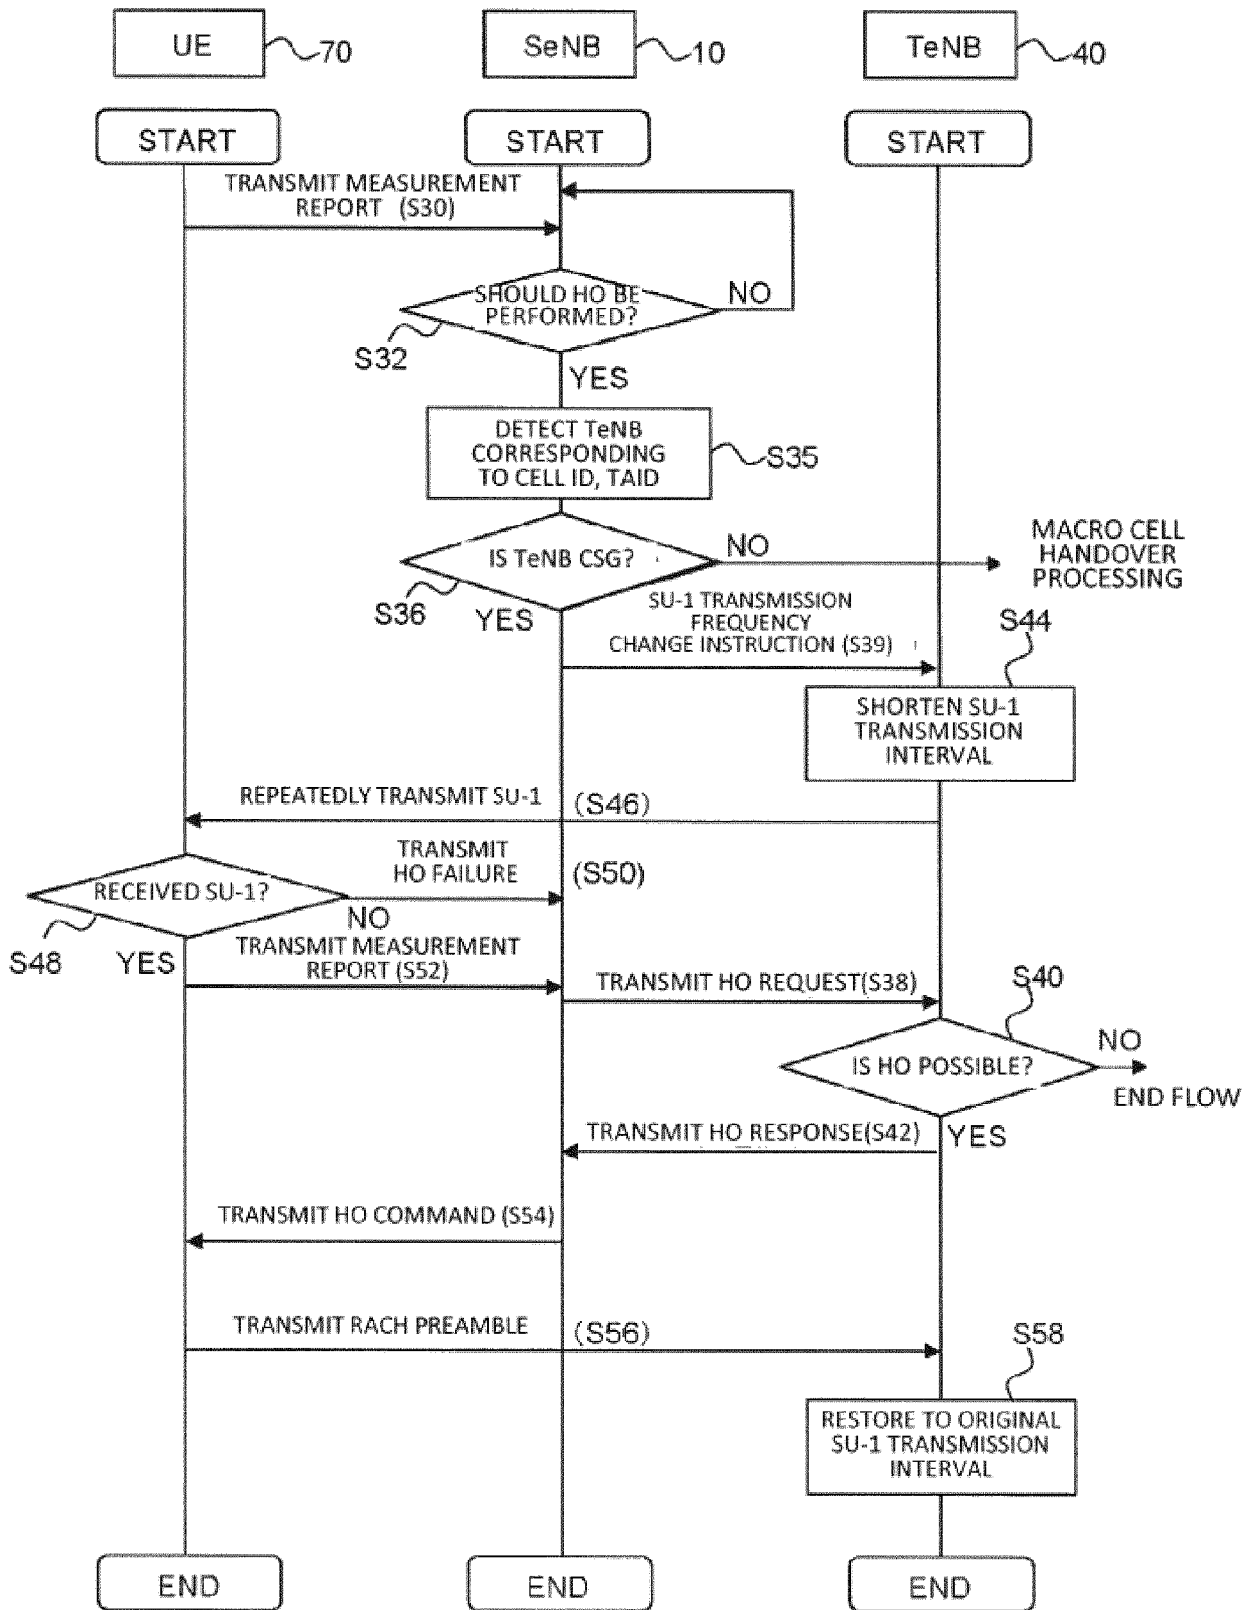 UE
70
SeNB
10
TeNB
40
START
START
START
TRANSMIT MEASUREMENT
REPORT (S30)
SHOULD HO BE
PERFORMED?
NO
S32
YES
DETECT TeNB
CORRESPONDING
TO CELL ID, TAID
S35
IS TeNB CSG?
NO
MACRO CELL
HANDOVER
PROCESSING
S36
YES
SU-1 TRANSMISSION
FREQUENCY
CHANGE INSTRUCTION (S39)
S44
SHORTEN SU-1
TRANSMISSION
INTERVAL
REPEATEDLY TRANSMIT SU-1
(S46)
TRANSMIT
HO FAILURE
(S50)
RECEIVED SU-1?
NO
S48
YES
TRANSMIT MEASUREMENT
REPORT (S52)
TRANSMIT HO REQUEST(S38)
S40
IS HO POSSIBLE?
NO
END FLOW
TRANSMIT HO RESPONSE(S42)
YES
TRANSMIT HO COMMAND (S54)
TRANSMIT RACH PREAMBLE
(S56)
S58
RESTORE TO ORIGINAL
SU-1 TRANSMISSION
INTERVAL
END
END
END